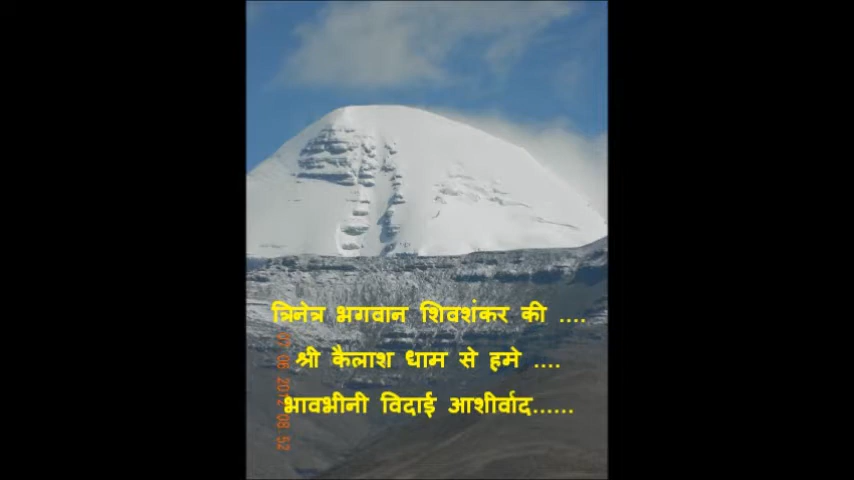 त्रिनेत्र भगवान शिवशंकर की ....
श्री कैलाश धाम से हमे ....
भावभीनी विदाई आशीर्वाद......